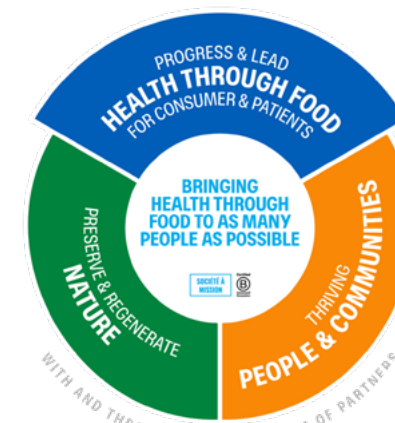 PROGRESS & LEAD
HEALTH THROUGH FOOD
FOR CONSUMER & PATIENTS
BRINGING
HEALTH THROUGH
FOOD TO AS MANY
PEOPLE AS POSSIBLE
SOCIÉTÉ À
MISSION
Certified
B
PRESERVE & REGENERATE
NATURE
THRIVING
PEOPLE & COMMUNITIES
WITH AND
OF PARTNERS